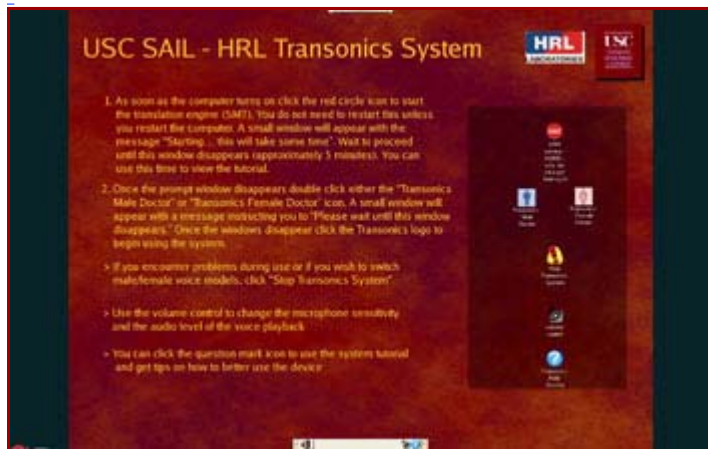 USC SAIL - HRL Transonics System
HRL
LABORATORIES
USC
1. As soon as the computer turns on click the red circle icon to start
the translation engine (SMT). You do not need to restart this unless
you restart the computer. A small window will appear with the
message "Starting... this will take some time". Wait to proceed
until this window disappears (approximately 5 minutes). You can
use this time to view the tutorial.
2. Once the prompt window disappears double click either the "Transonics
Male Doctor" or "Transonics Female Doctor" icon. A small window will
appear with a message instructing you to "Please wait until this window
disappears." Once the windows disappear click the Transonics logo to
begin using the system.
> If you encounter problems during use or if you wish to switch
male/female voice models, click "Stop Transonics System".
> Use the volume control to change the microphone sensitivity
and the audio level of the voice playback
> You can click the question mark icon to use the system tutorial
and get tips on how to better use the device